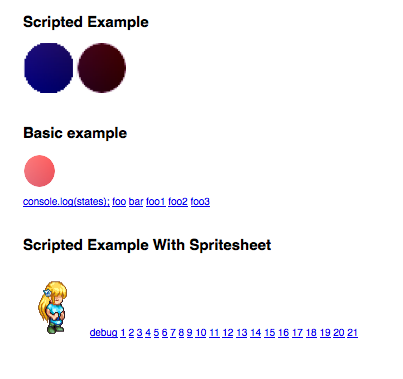 Scripted Example
Basic example
console.log(states); foo bar foo1 foo2 foo3
Scripted Example With Spritesheet
debug 1 2 3 4 5 6 7 8 9 10 11 12 13 14 15 16 17 18 19 20 21